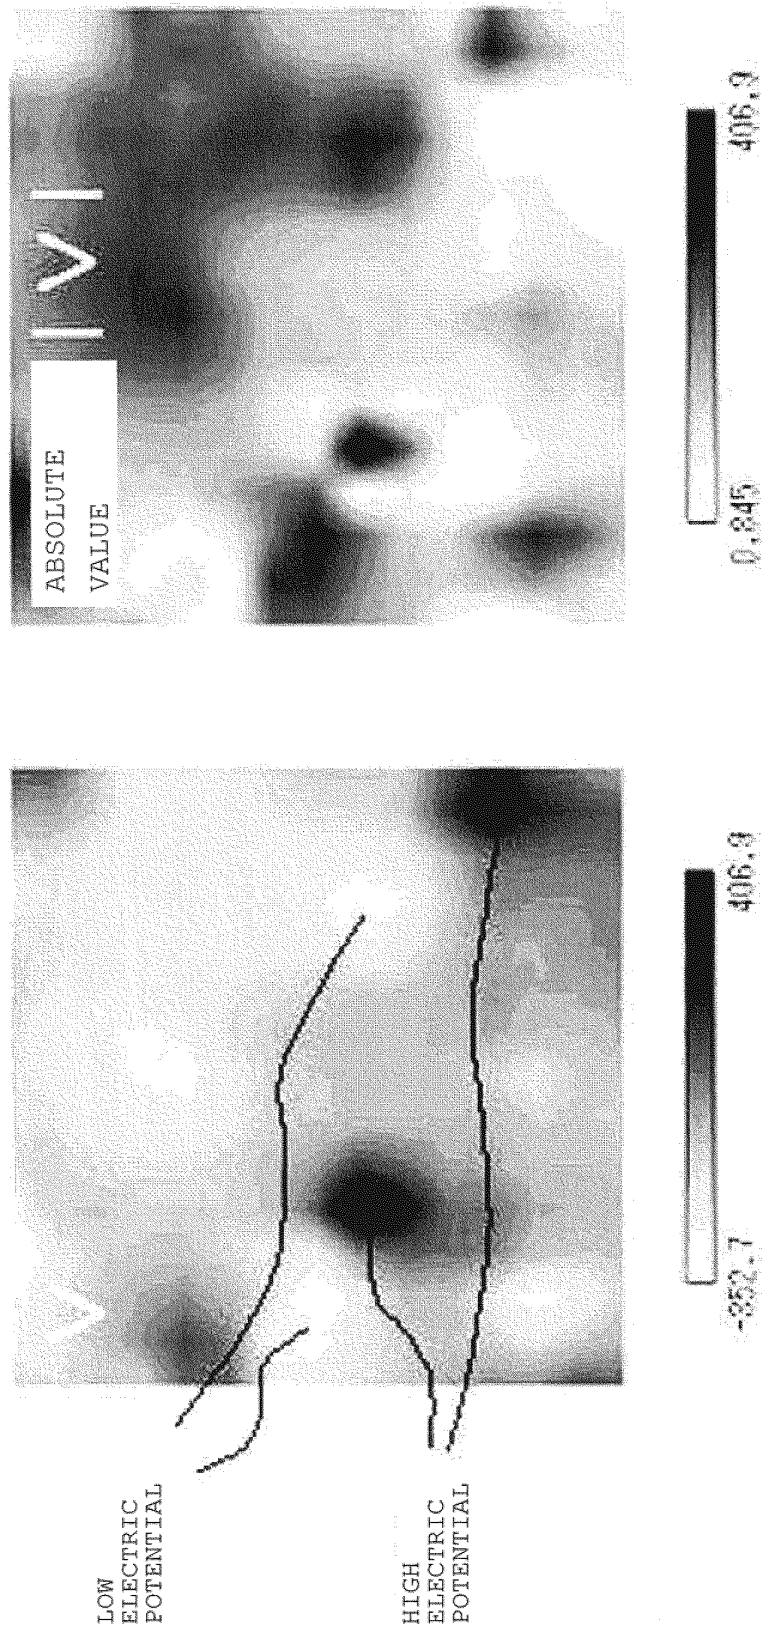 V
LOW
ELECTRIC
POTENTIAL
HIGH
ELECTRIC
POTENTIAL
-352.7
406.9
| V |
ABSOLUTE
VALUE
0.845
406.9